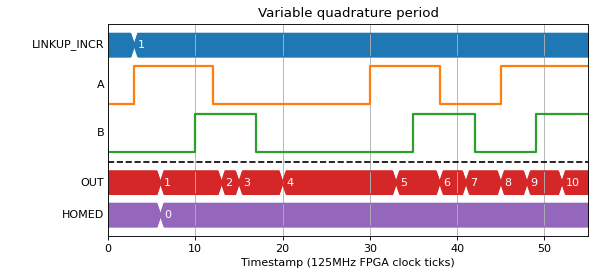 Variable quadrature period
LINKUP_INCR 1
A
B
OUT 1 2 3 4 5 6 7 8 9 10
HOMED 0
0 10 20 30 40 50
Timestamp (125MHz FPGA clock ticks)